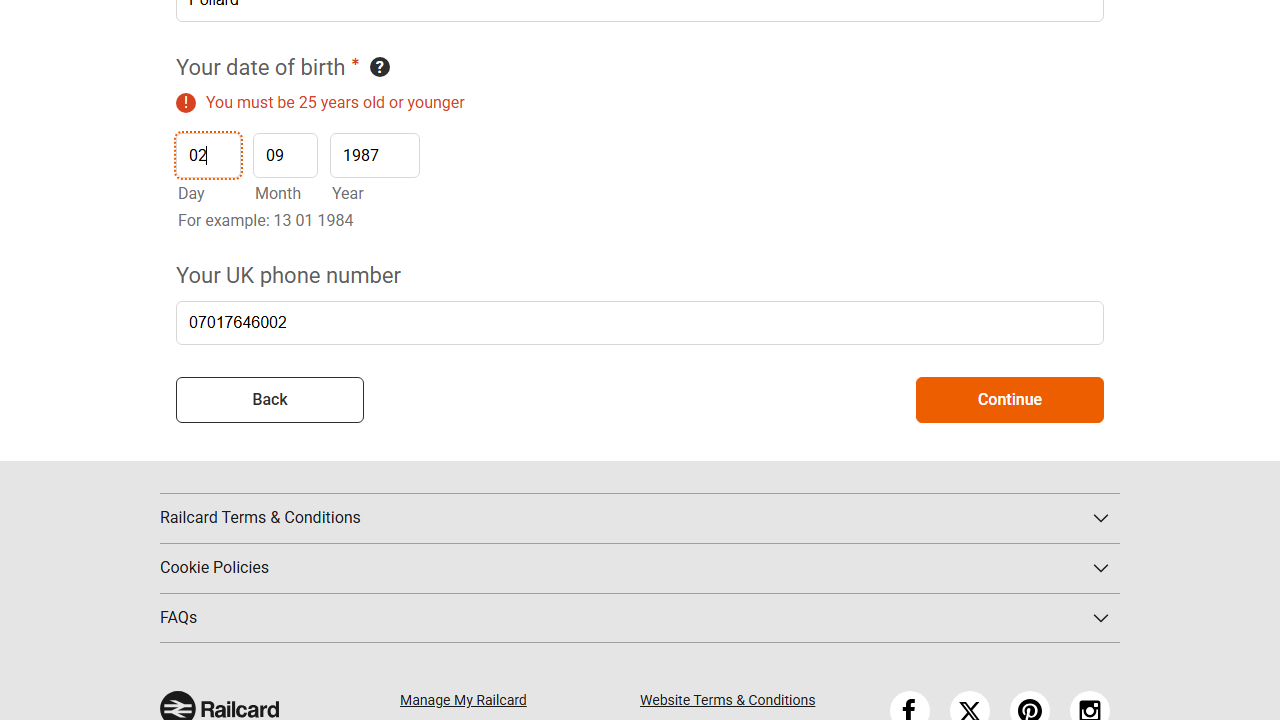 Pollard
Your date of birth *
You must be 25 years old or younger
02 09 1987
Day Month Year
For example: 13 01 1984
Your UK phone number
07017646002
Back Continue
Railcard Terms & Conditions
Cookie Policies
FAQs
Railcard Manage My Railcard Website Terms & Conditions